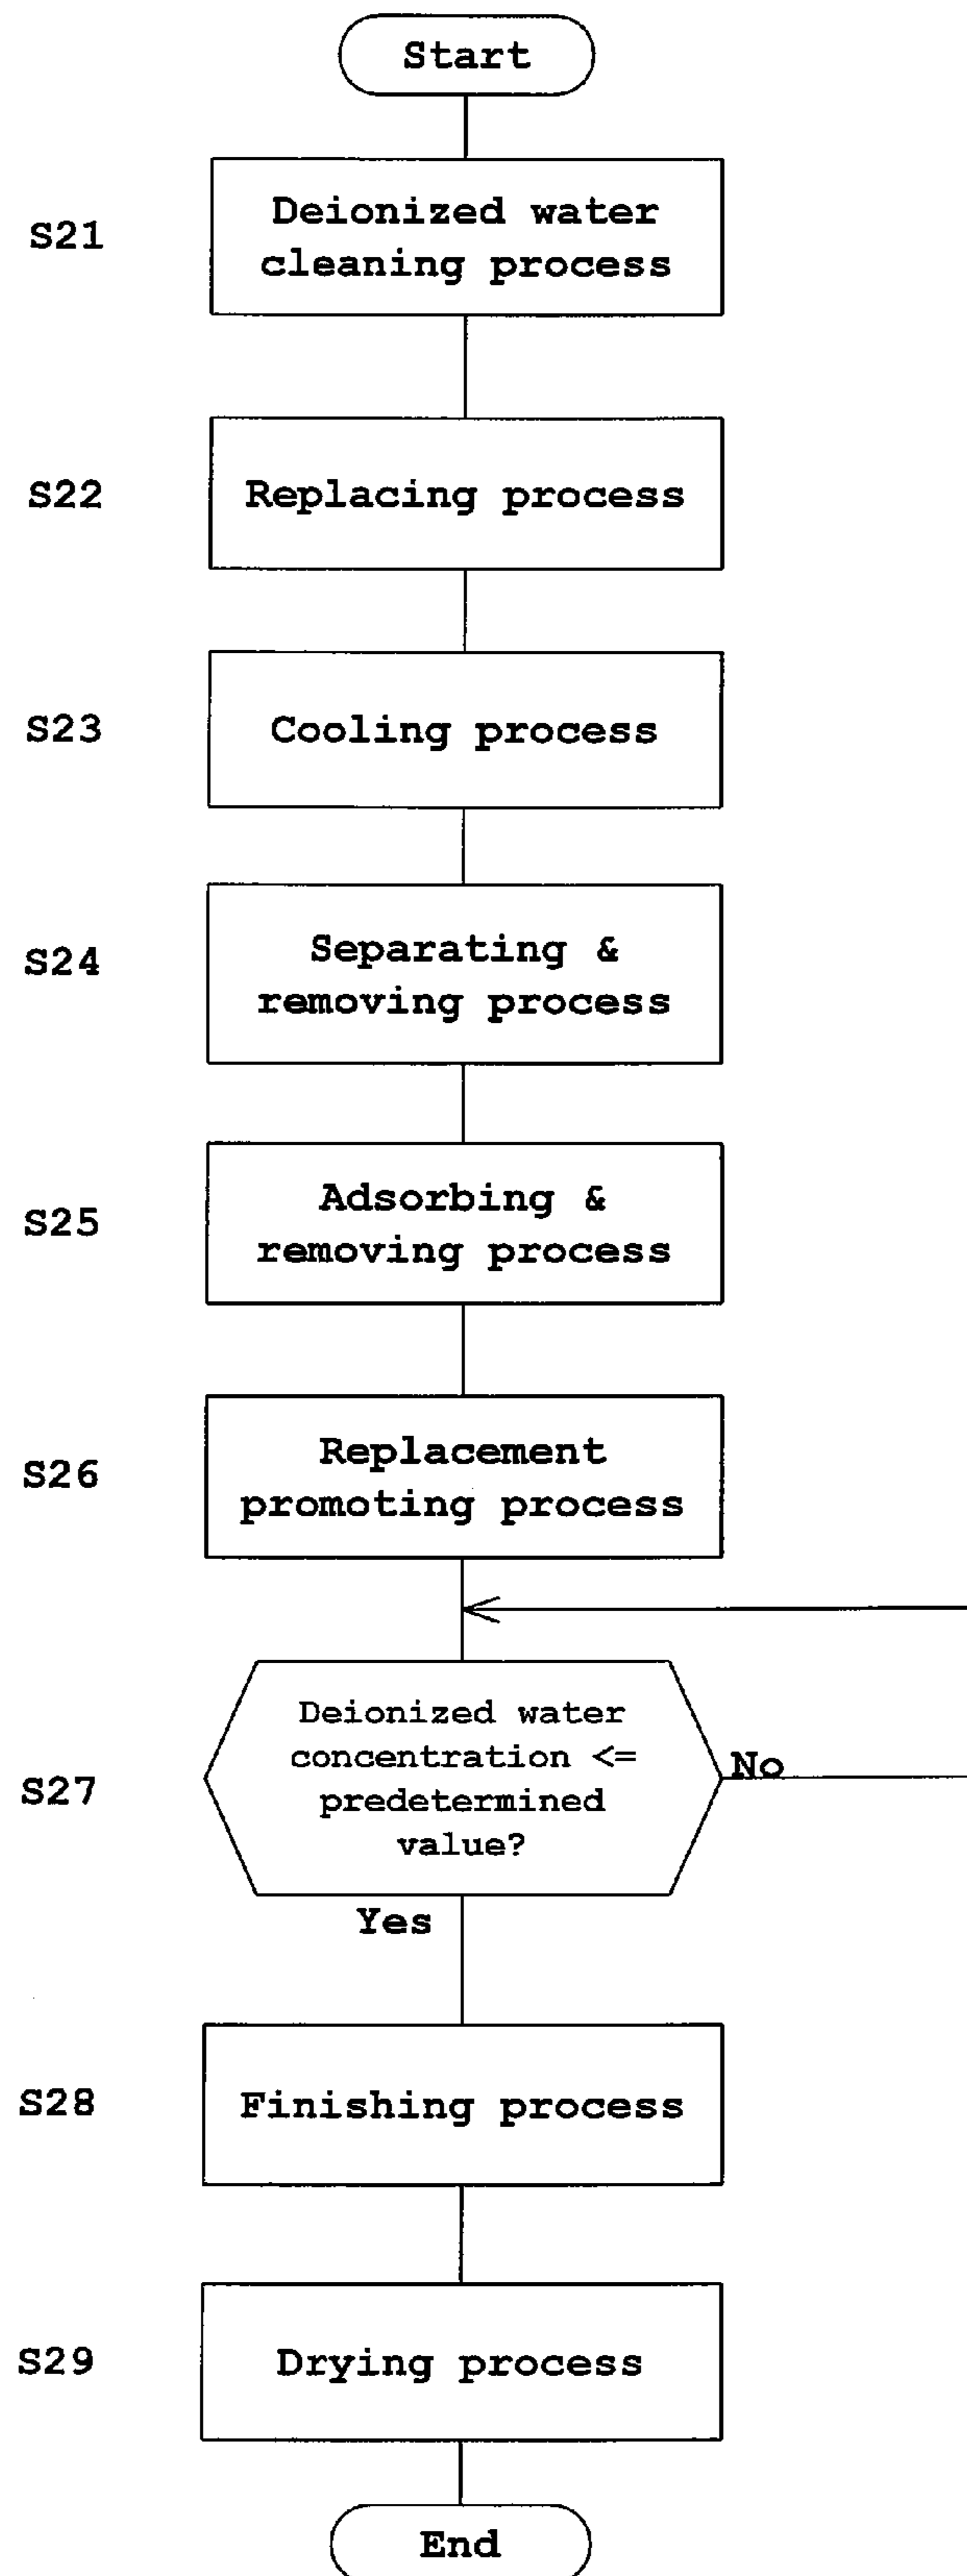 Start
S21
Deionized water
cleaning process
S22
Replacing process
S23
Cooling process
S24
Separating &
removing process
S25
Adsorbing &
removing process
S26
Replacement
promoting process
S27
Deionized water
concentration <=
predetermined
value?
No
Yes
S28
Finishing process
S29
Drying process
End